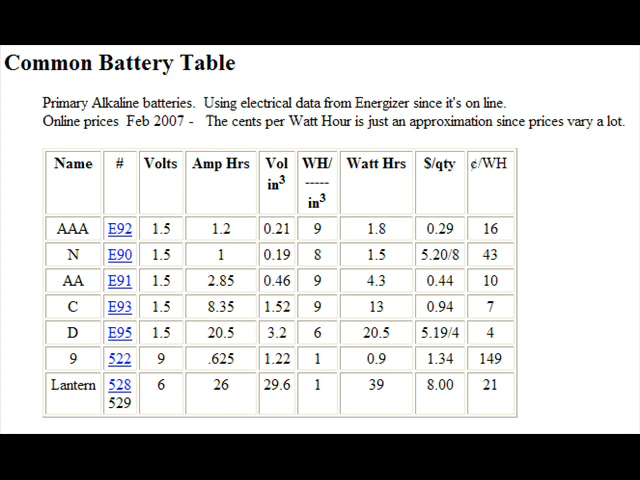 Common Battery Table
Primary Alkaline batteries.  Using electrical data from Energizer since it's on line.
Online prices  Feb 2007 -   The cents per Watt Hour is just an approximation since prices vary a lot.
Name # Volts Amp Hrs Vol in3 WH/ ----- in3 Watt Hrs $/qty ¢/WH
AAA E92 1.5 1.2 0.21 9 1.8 0.29 16
N E90 1.5 1 0.19 8 1.5 5.20/8 43
AA E91 1.5 2.85 0.46 9 4.3 0.44 10
C E93 1.5 8.35 1.52 9 13 0.94 7
D E95 1.5 20.5 3.2 6 20.5 5.19/4 4
9 522 9 .625 1.22 1 0.9 1.34 149
Lantern 528 6 26 29.6 1 39 8.00 21
529